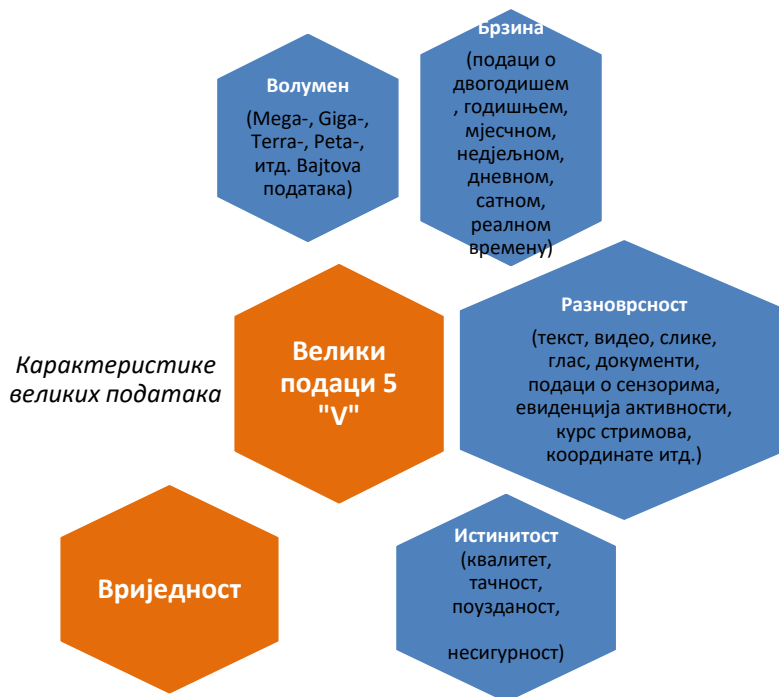 Волумен
(Mega-, Giga-,
Terra-, Peta-,
итд. Bajtova
података)
Брзина
(подаци о
двогодишем
, годишњем,
мјесчном,
недјељном,
дневном,
сатном,
реалном
времену)
Разноврсност
(текст, видео, слике,
глас, документи,
подаци о сензорима,
евиденција активности,
курс стримова,
координате итд.)
Карактеристике
великих података
Велики
подаци 5
"V"
Вриједност
Истинитост
(квалитет,
тачност,
поузданост,
несигурност)